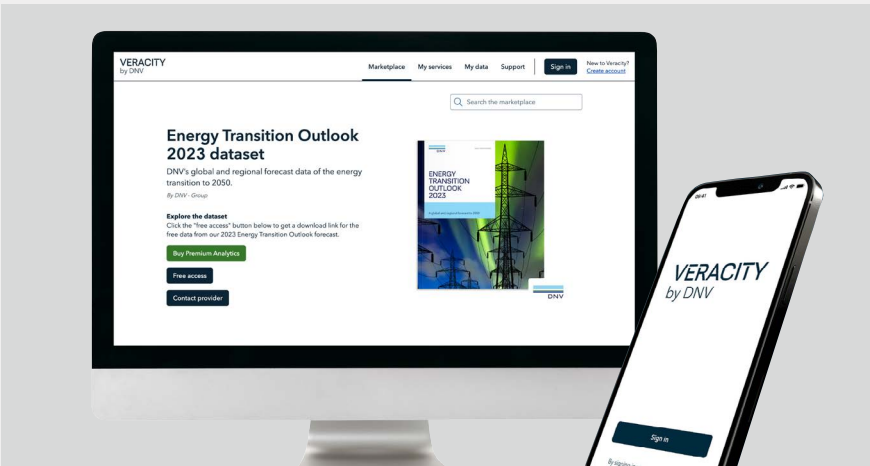 VERACITY
by DNV
Marketplace My services My data Support Sign in
New to Veracity?
Create account
Search the marketplace
Energy Transition Outlook
2023 dataset
DNV's global and regional forecast data of the energy
transition to 2050.
By DNV - Group
Explore the dataset
Click the "free access" button below to get a download link for the
free data from our 2023 Energy Transition Outlook forecast.
Buy Premium Analytics
Free access
Contact provider
DNV
ENERGY
TRANSITION
OUTLOOK
2023
DNV
09:41
VERACITY
by DNV
Sign in